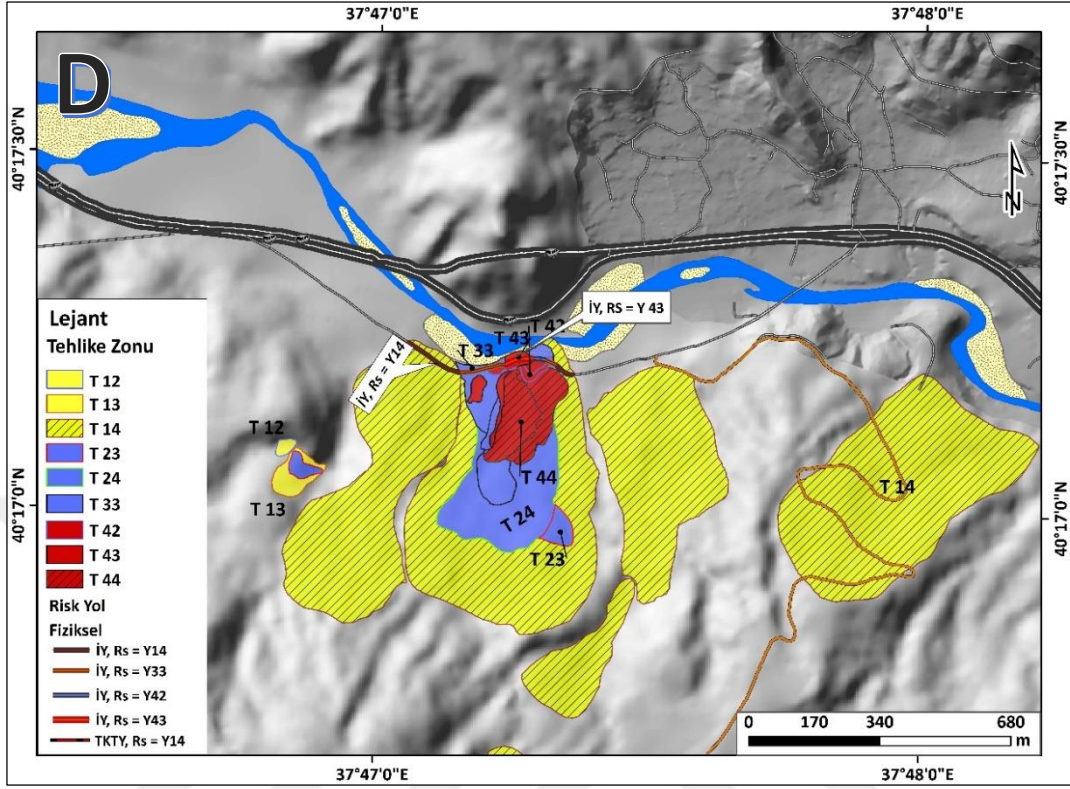 37°47'0"E
37°48'0"E
D
40°17'30"N
40°17'30"N
N
İY, RS = Y 43
T 42
T 43
T 33
İY, Rs = Y14
Lejant
Tehlike Zonu
T 12
T 13
T 14
T 23
T 24
T 33
T 42
T 43
T 44
Risk Yol
Fiziksel
İY, Rs = Y14
İY, Rs = Y33
İY, Rs = Y42
İY, Rs = Y43
TKTY, Rs = Y14
T 12
T 13
T 44
T 14
T 24
T 23
40°17'0"N
40°17'0"N
0 170 340 680
m
37°47'0"E
37°48'0"E